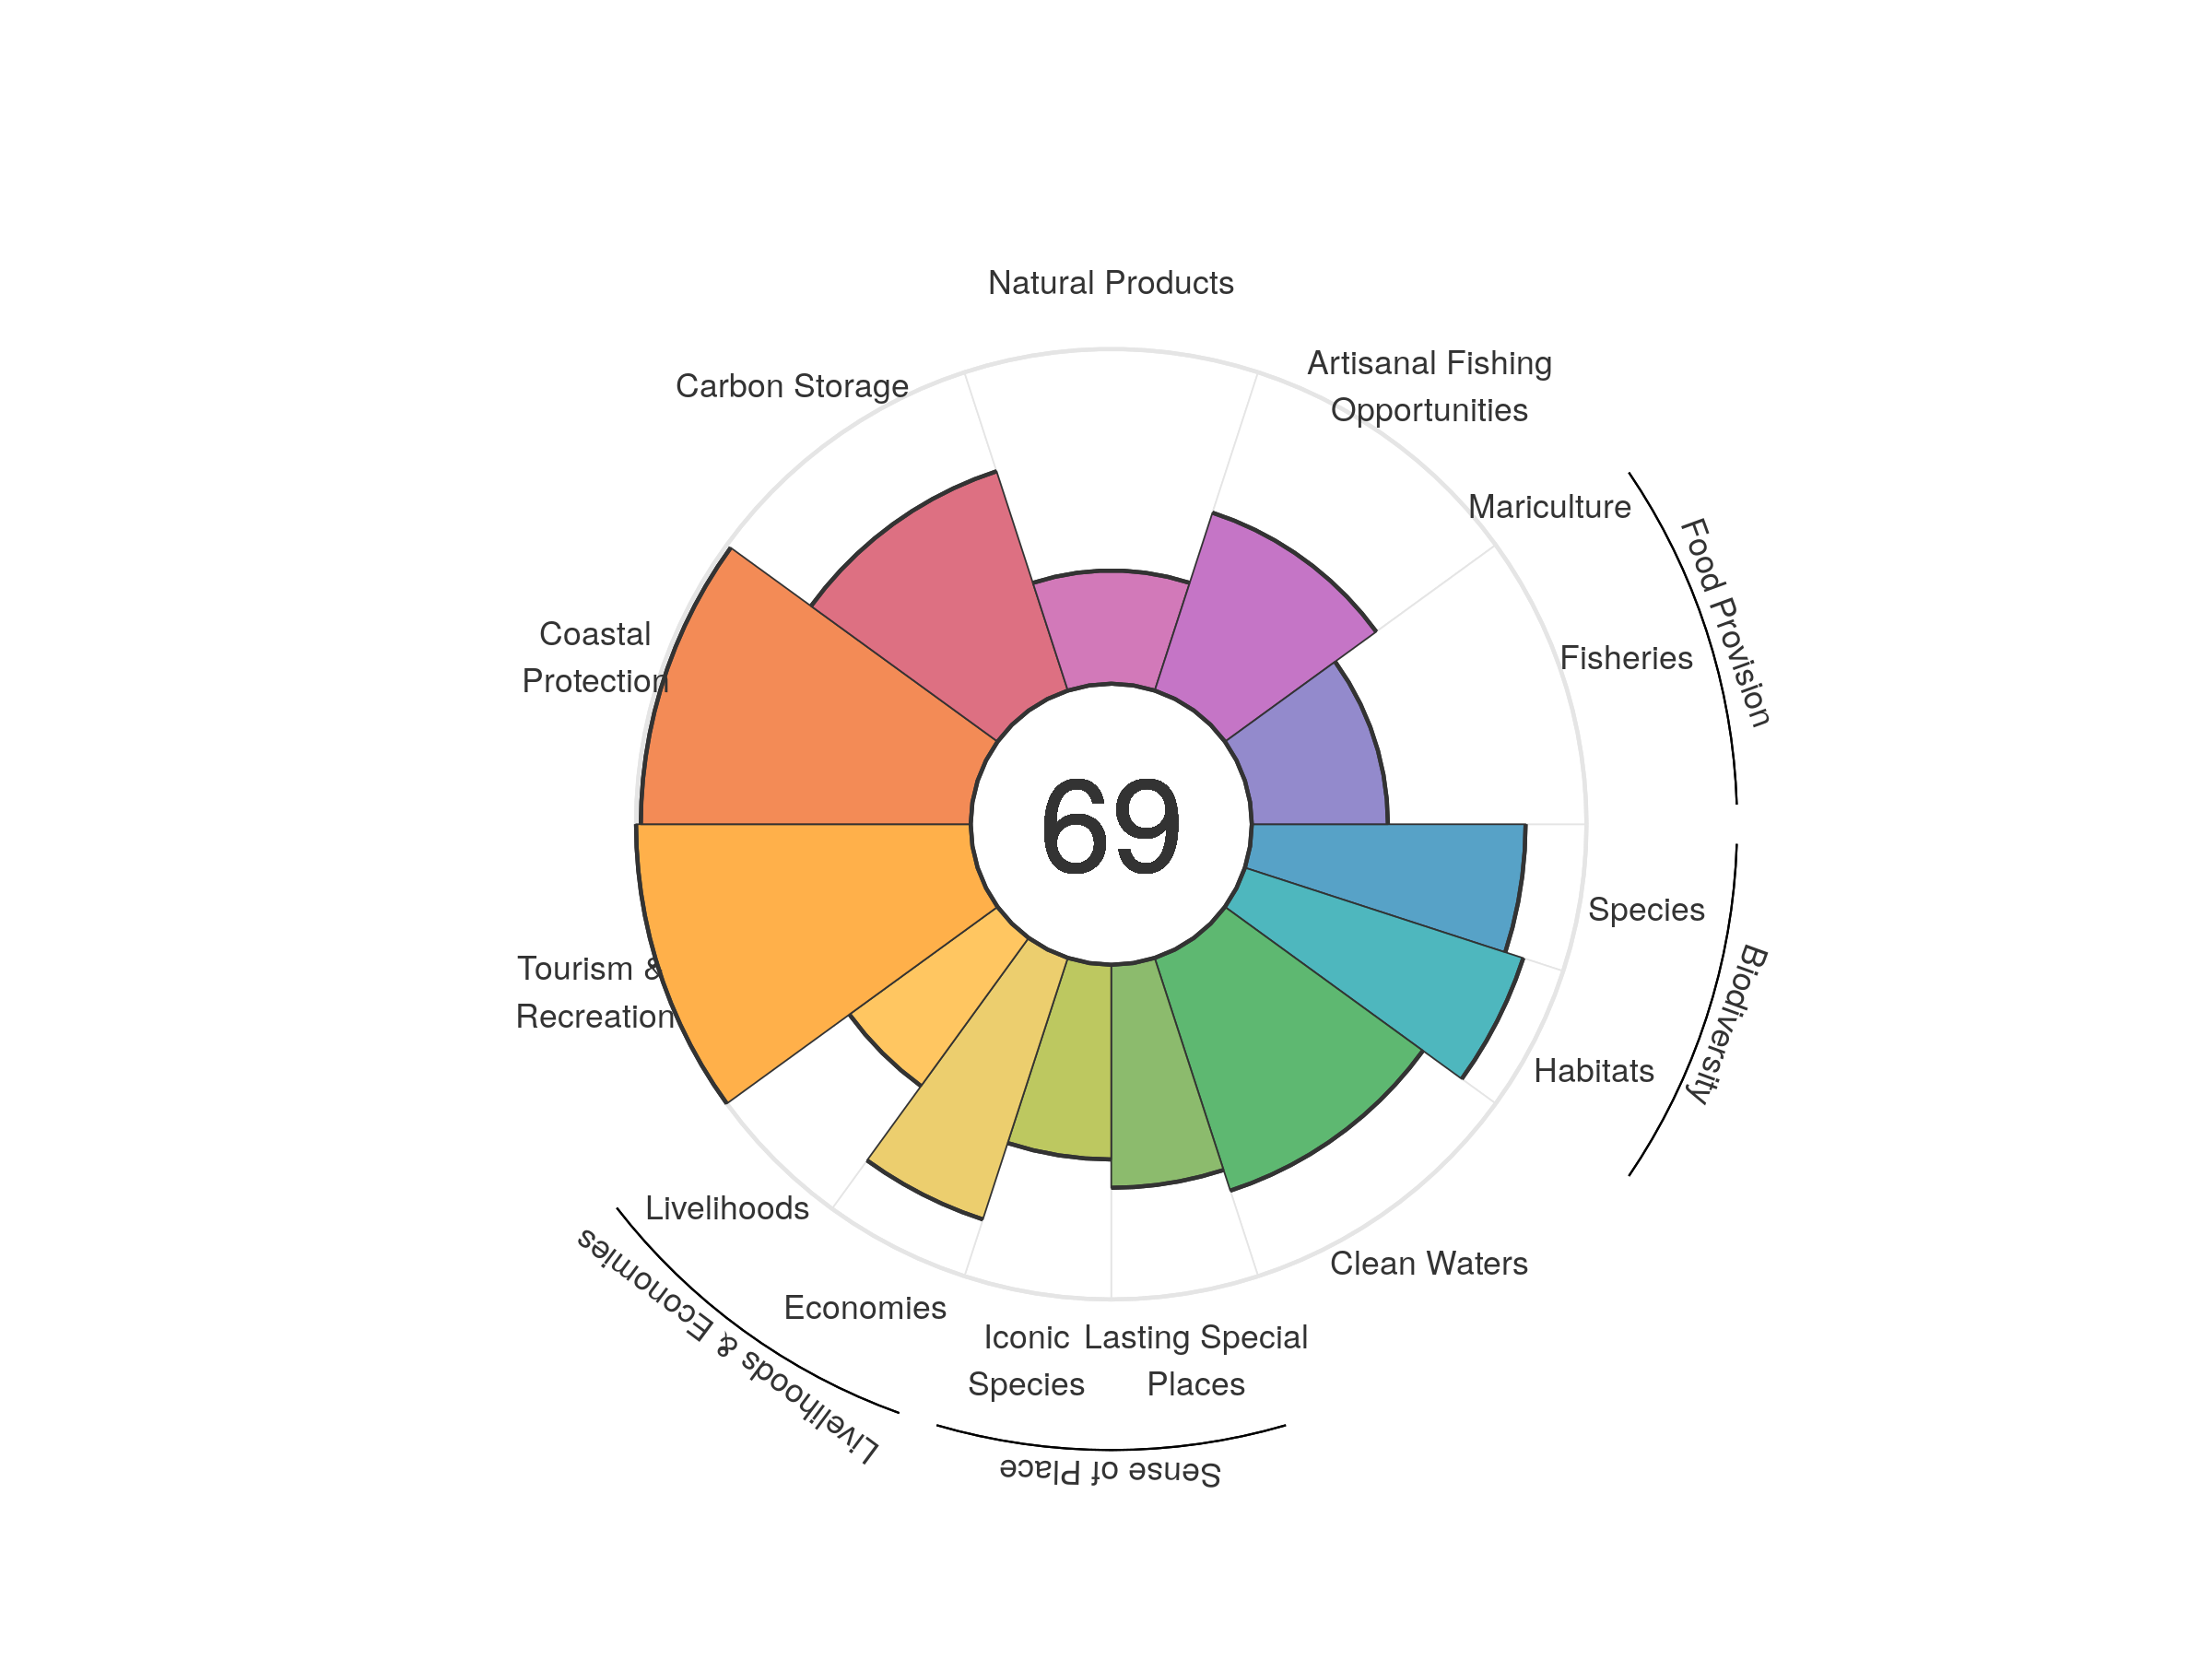 Natural Products
Artisanal Fishing
Opportunities
Carbon Storage
Mariculture
Food Provision
Fisheries
Coastal
Protection
69
Species
Tourism &
Recreation
Biodiversity
Habitats
Livelihoods
Clean Waters
Economies
Livelihoods & Economies
Iconic
Species
Lasting Special
Places
Sense of Place